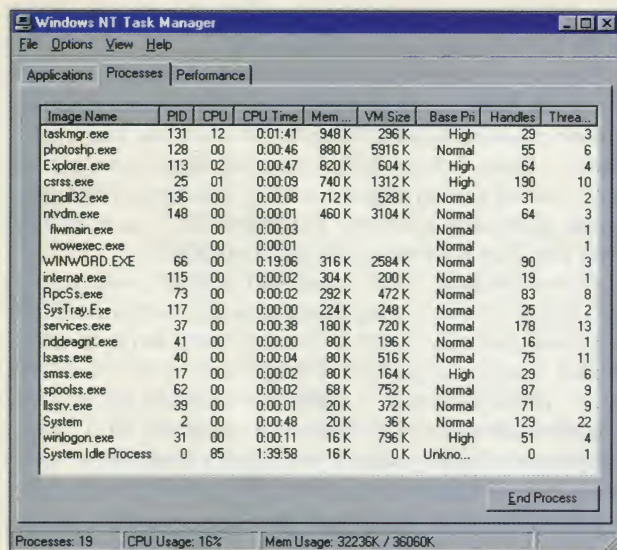 Windows NT Task Manager
File Options View Help
Applications Processes Performance
Image Name PID CPU CPU Time Mem ... VM Size Base Pri Handles Threa...
taskmgr.exe 131 12 0:01:41 948 K 296 K High 29 3
photoshp.exe 128 00 0:00:46 880 K 5916 K Normal 55 6
Explorer.exe 113 02 0:00:47 820 K 604 K High 64 4
csrss.exe 25 01 0:00:09 740 K 1312 K High 190 10
rundll32.exe 136 00 0:00:08 712 K 528 K Normal 31 2
ntvdm.exe 148 00 0:00:01 460 K 3104 K Normal 64 3
flwmain.exe 00 0:00:03 Normal 1
wowexec.exe 00 0:00:01 Normal 1
WINWORD.EXE 66 00 0:19:06 316 K 2584 K Normal 90 3
internat.exe 115 00 0:00:02 304 K 200 K Normal 19 1
RpcSs.exe 73 00 0:00:02 292 K 472 K Normal 83 8
SysTray.Exe 117 00 0:00:00 224 K 248 K Normal 25 2
services.exe 37 00 0:00:38 180 K 720 K Normal 178 13
nddeagnt.exe 41 00 0:00:00 80 K 196 K Normal 16 1
lsass.exe 40 00 0:00:04 80 K 516 K Normal 75 11
smss.exe 17 00 0:00:02 80 K 164 K High 29 6
spoolss.exe 62 00 0:00:02 68 K 752 K Normal 87 9
llssrv.exe 39 00 0:00:01 20 K 372 K Normal 71 9
System 2 00 0:00:48 20 K 36 K Normal 129 22
winlogon.exe 31 00 0:00:11 16 K 796 K High 51 4
System Idle Process 0 85 1:39:58 16 K 0 K Unkno... 0 1
End Process
Processes: 19 CPU Usage: 16% Mem Usage: 32236K / 36060K